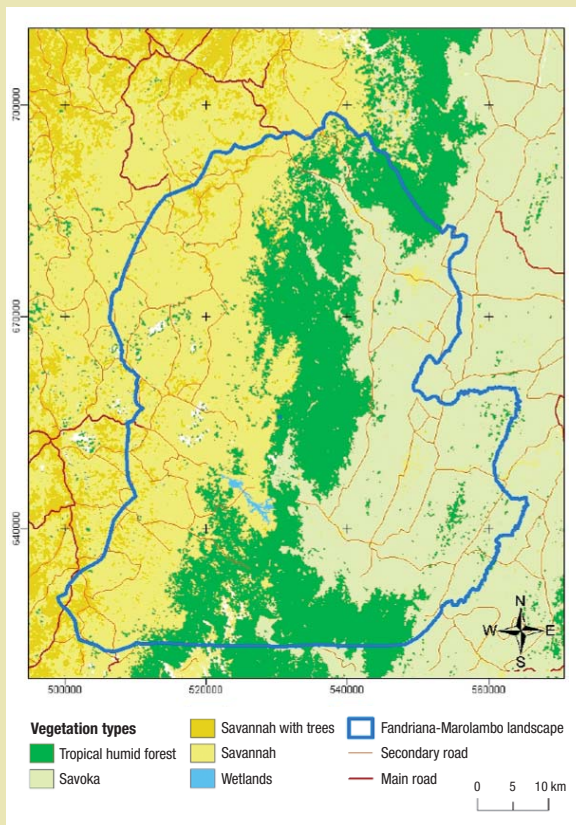 700000
670000
640000
N
W E
S
500000 520000 540000 560000
Vegetation types
Tropical humid forest
Savoka
Savannah with trees
Savannah
Wetlands
Fandriana-Marolambo landscape
Secondary road
Main road
0 5 10 km